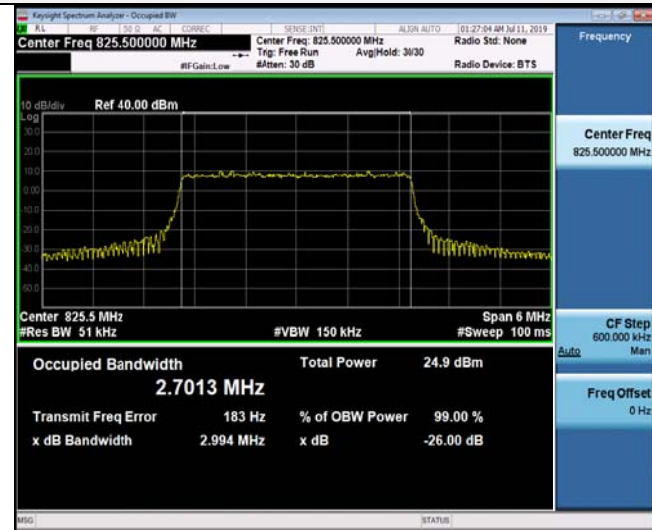 Keysight Spectrum Analyzer - Occupied BW
RL RF 50 Ω AC CORREC SENSE:INT ALIGN AUTO 01:27:04 AM Jul 11, 2019
Center Freq 825.500000 MHz
Center Freq: 825.500000 MHz Radio Std: None
Trig: Free Run Avg|Hold: 30/30
#IFGain:Low #Atten: 30 dB Radio Device: BTS
Frequency
10 dB/div Ref 40.00 dBm
Log
30.0
20.0
10.0
0.00
-10.0
-20.0
-30.0
-40.0
-50.0
Center Freq
825.500000 MHz
Center 825.5 MHz Span 6 MHz
#Res BW 51 kHz #VBW 150 kHz #Sweep 100 ms
CF Step
600.000 kHz
Auto Man
Occupied Bandwidth Total Power 24.9 dBm
2.7013 MHz
Transmit Freq Error 183 Hz % of OBW Power 99.00 %
x dB Bandwidth 2.994 MHz x dB -26.00 dB
Freq Offset
0 Hz
MSG STATUS